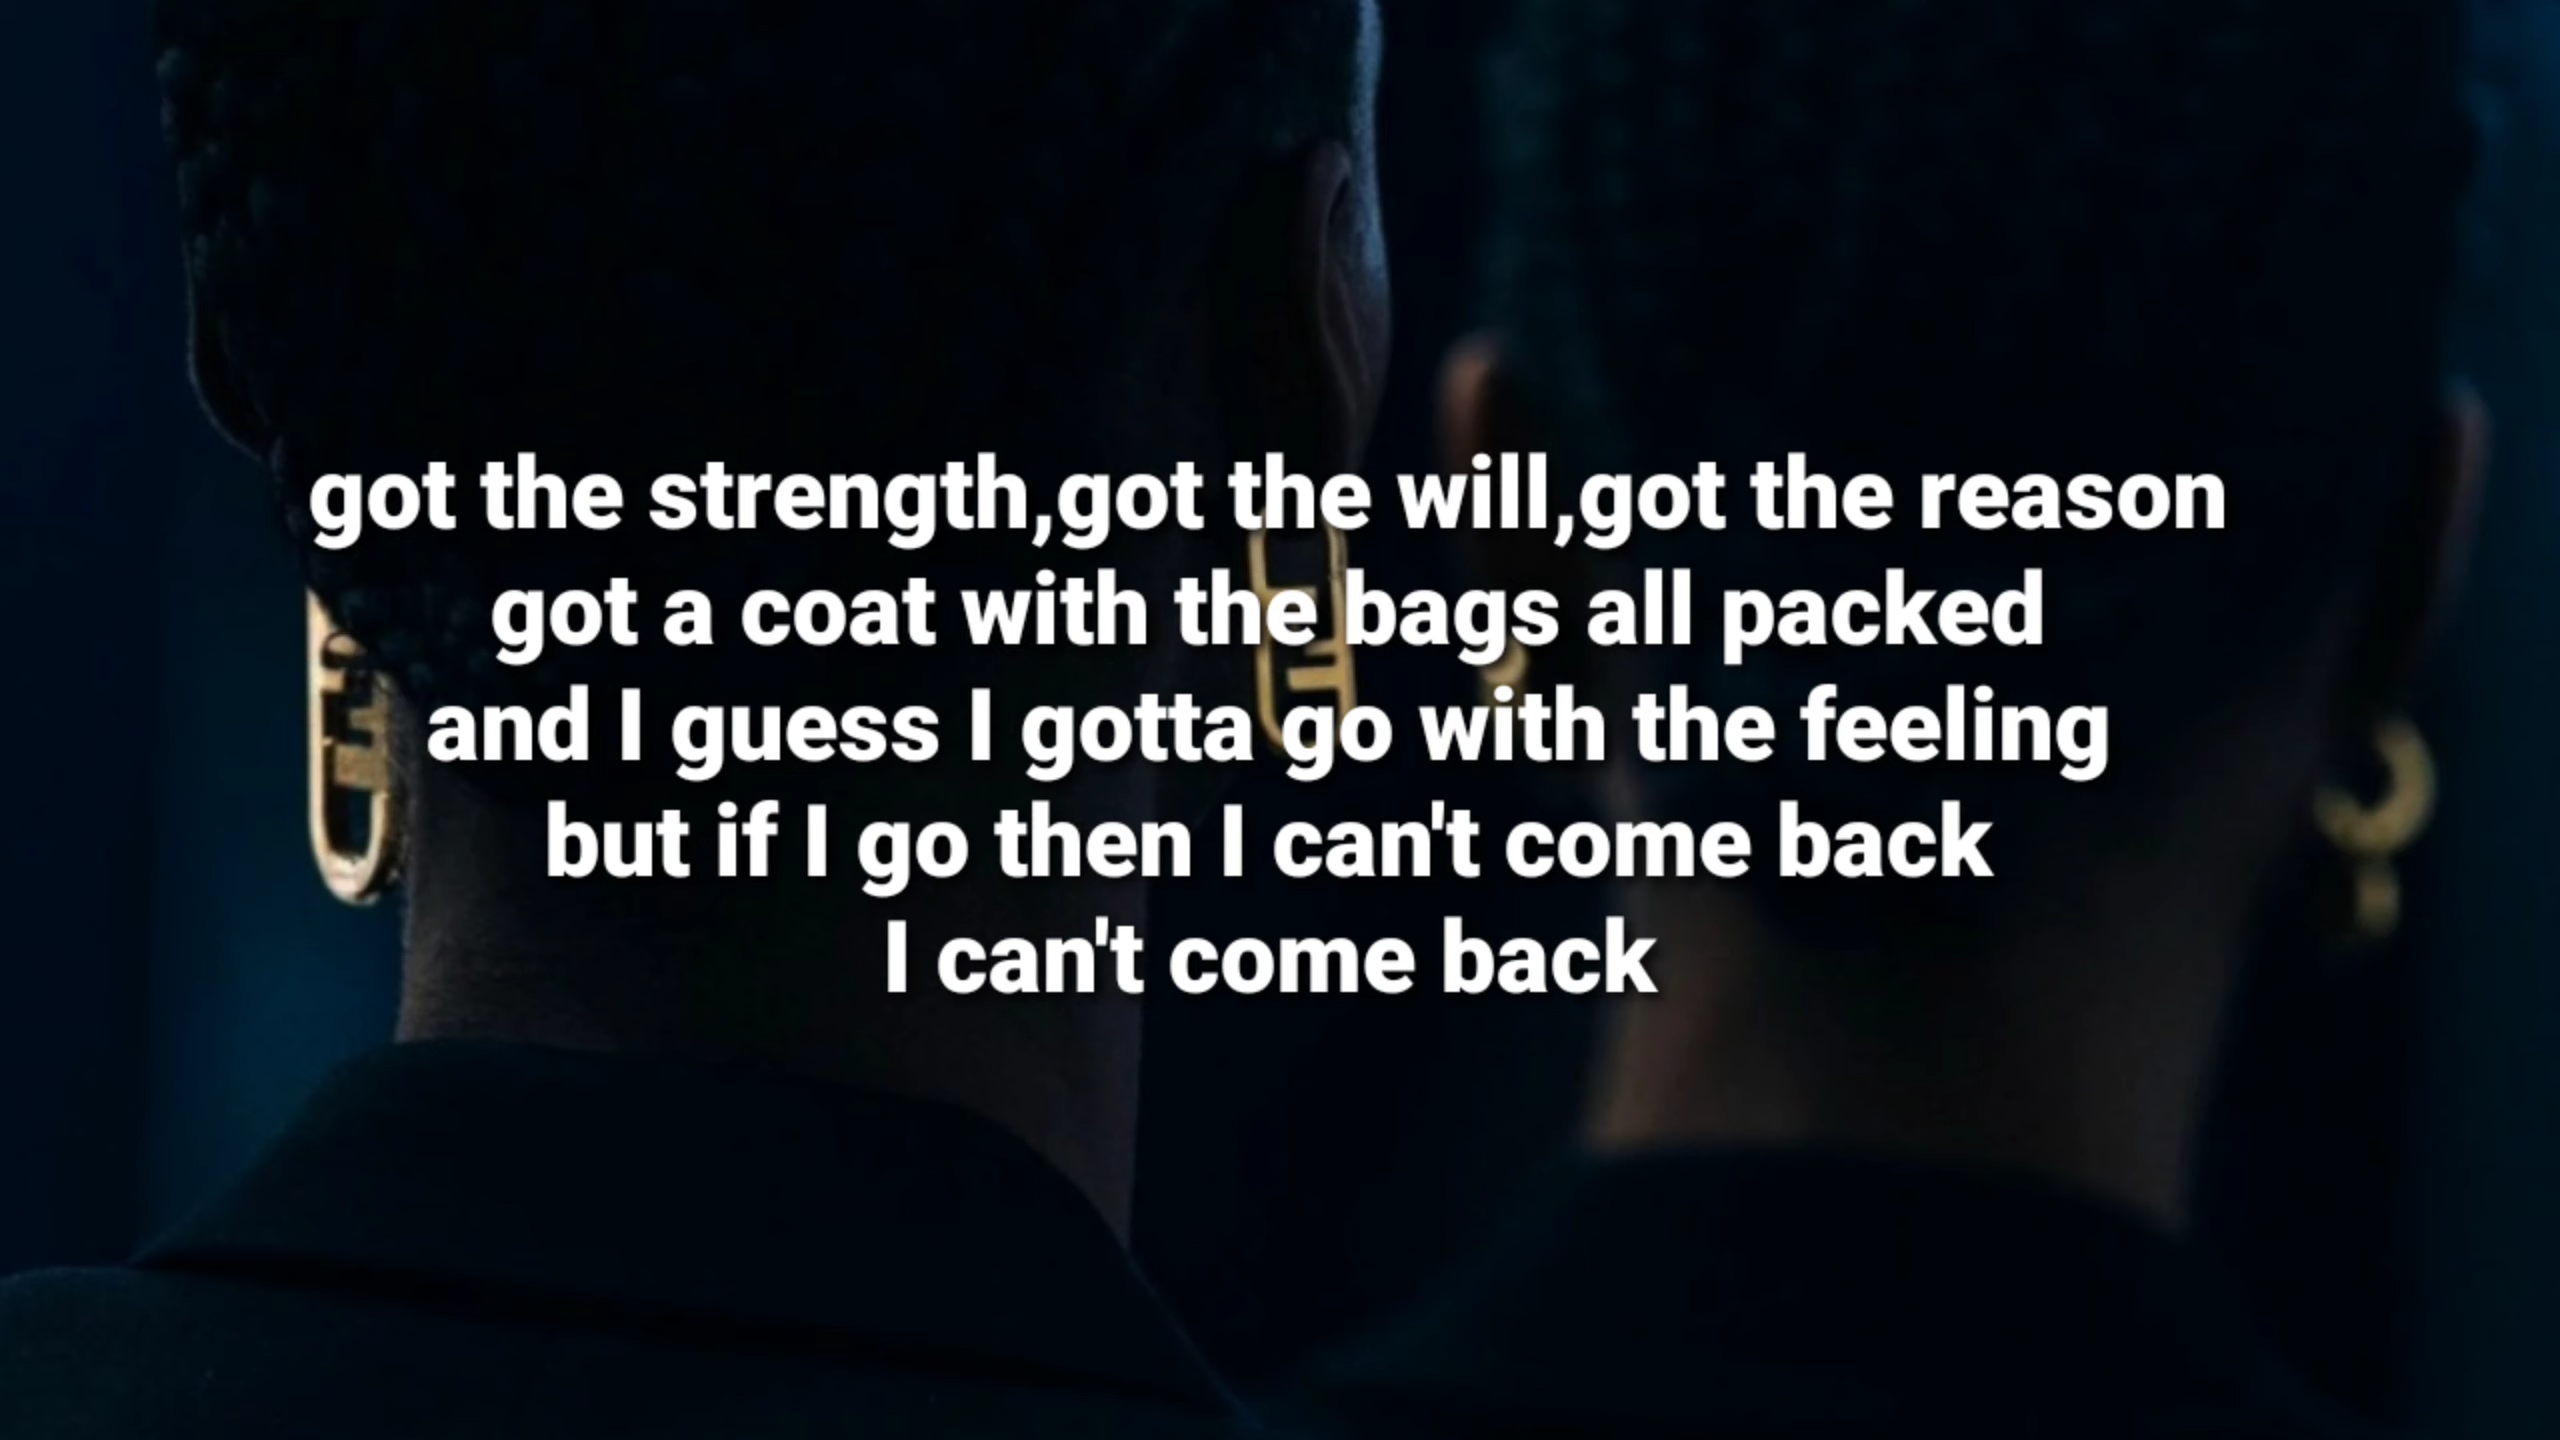 got the strength,got the will,got the reason
got a coat with the bags all packed
and I guess I gotta go with the feeling
but if I go then I can't come back
I can't come back